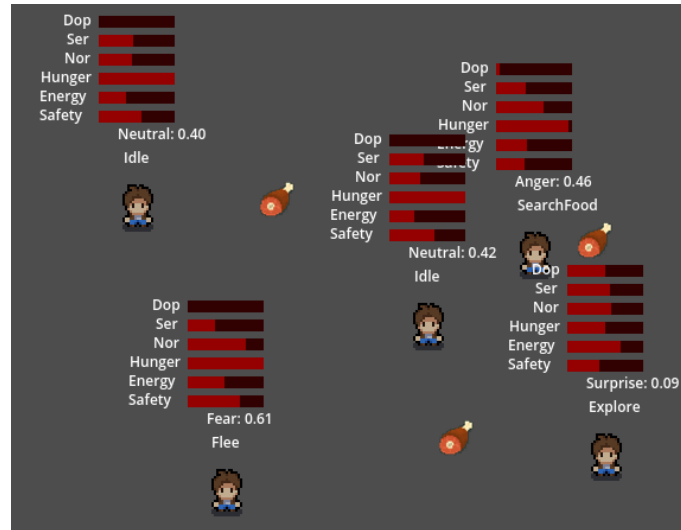 Dop
Ser
Nor
Hunger
Energy
Safety
Neutral: 0.40
Idle
Dop
Ser
Nor
Hunger
Energy
Safety
Anger: 0.46
SearchFood
Dop
Ser
Nor
Hunger
Energy
Safety
Neutral: 0.42
Idle
Dop
Ser
Nor
Hunger
Energy
Safety
Surprise: 0.09
Explore
Dop
Ser
Nor
Hunger
Energy
Safety
Fear: 0.61
Flee